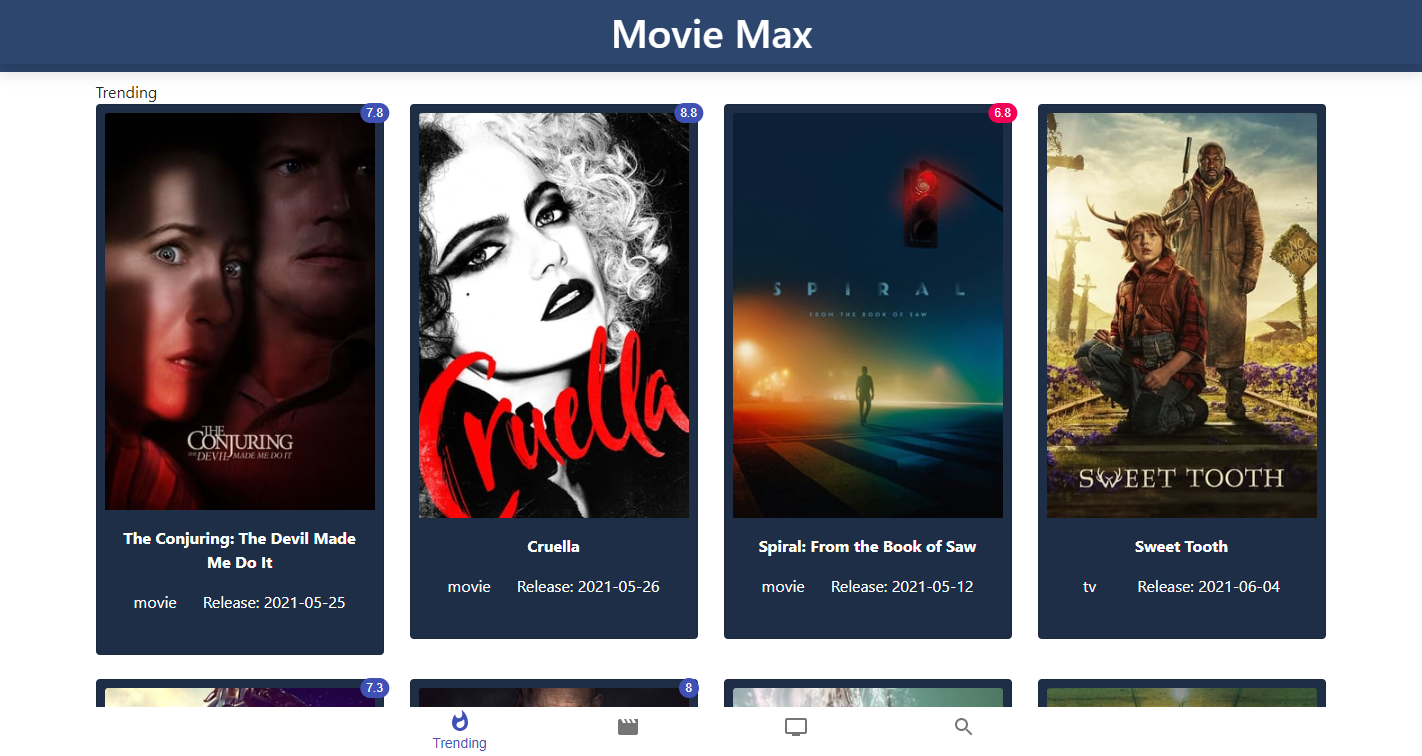 Movie Max
Trending
7.8
8.8
6.8
THE
CONJURING
THE DEVIL MADE ME DO IT
Cruella
SPIRAL
FROM THE BOOK OF SAW
NO
SWEET TOOTH
The Conjuring: The Devil Made
Me Do It
movie Release: 2021-05-25
Cruella
movie Release: 2021-05-26
Spiral: From the Book of Saw
movie Release: 2021-05-12
Sweet Tooth
tv Release: 2021-06-04
7.3
8
Trending